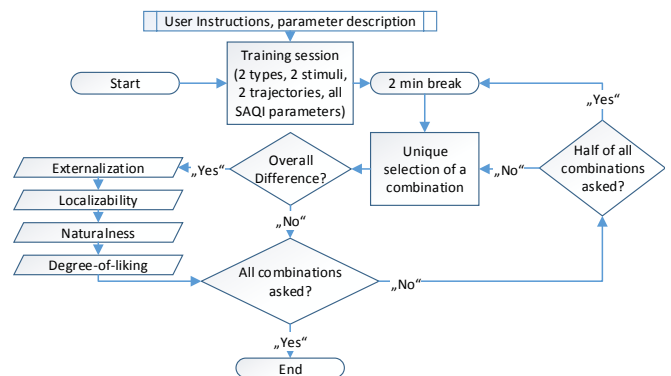 User Instructions, parameter description
Training session
(2 types, 2 stimuli,
2 trajectories, all
SAQI parameters)
Start
2 min break
„Yes“
Half of all
combinations
asked?
„No“
Unique
selection of a
combination
Overall
Difference?
„Yes“
Externalization
Localizability
Naturalness
Degree-of-liking
„No“
All combinations
asked?
„No“
„Yes“
End